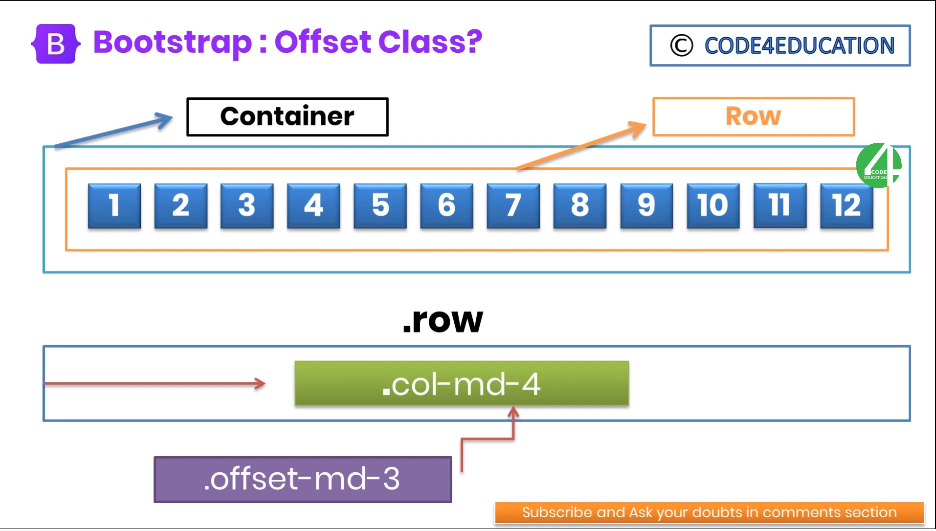 B Bootstrap : Offset Class?
© CODE4EDUCATION
Container
Row
4 CODE EDUCATION
1 2 3 4 5 6 7 8 9 10 11 12
.row
.col-md-4
.offset-md-3
Subscribe and Ask your doubts in comments section